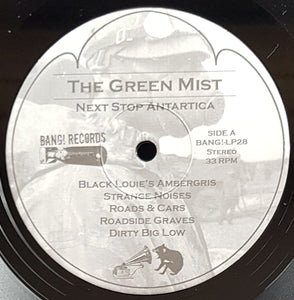 The Green Mist
Next Stop Antartica
BANG! RECORDS
SIDE A
BANG!-LP28
STEREO
33 RPM
Black Louie's Ambergris
Strange Noises
Roads & Cars
Roadside Graves
Dirty Big Low